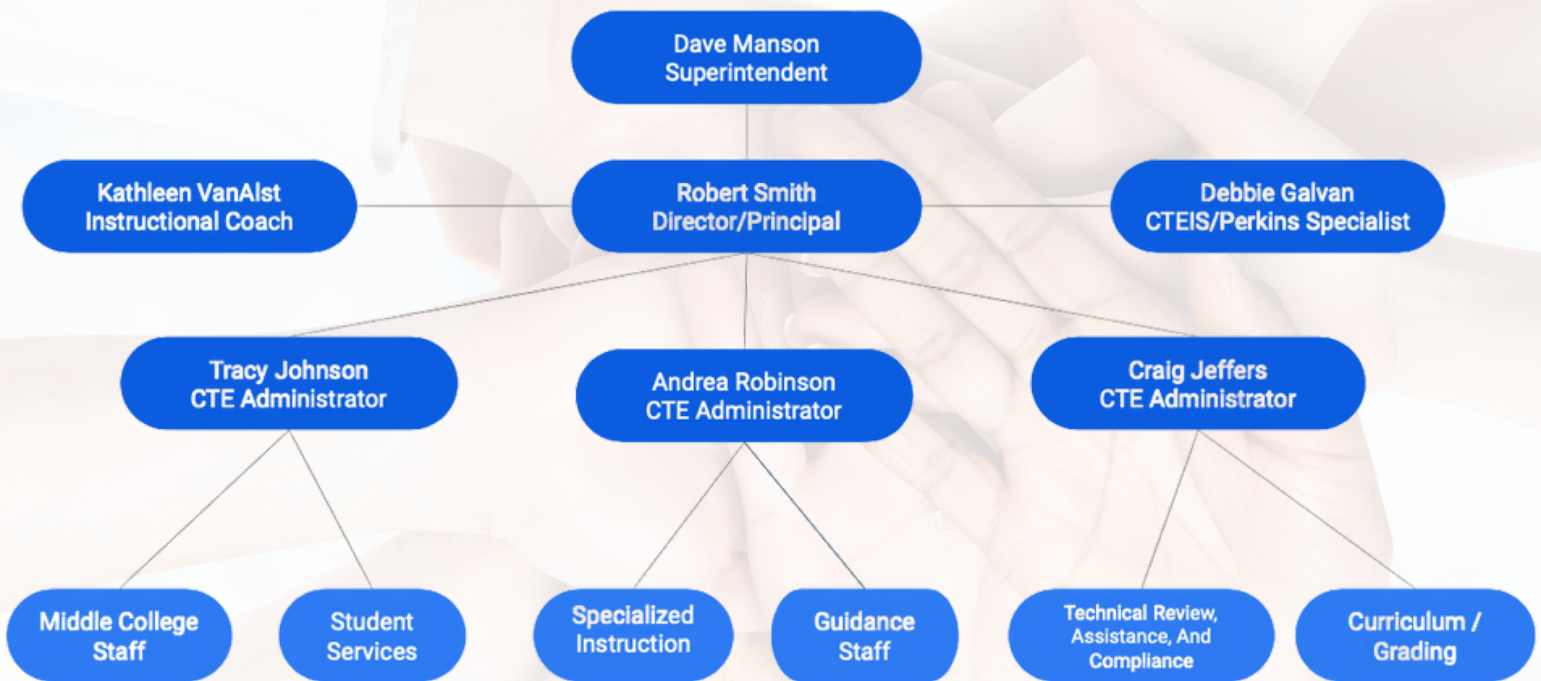 Dave Manson
Superintendent
Kathleen VanAlst
Instructional Coach
Robert Smith
Director/Principal
Debbie Galvan
CTEIS/Perkins Specialist
Tracy Johnson
CTE Administrator
Andrea Robinson
CTE Administrator
Craig Jeffers
CTE Administrator
Middle College
Staff
Student
Services
Specialized
Instruction
Guidance
Staff
Technical Review,
Assistance, And
Compliance
Curriculum /
Grading